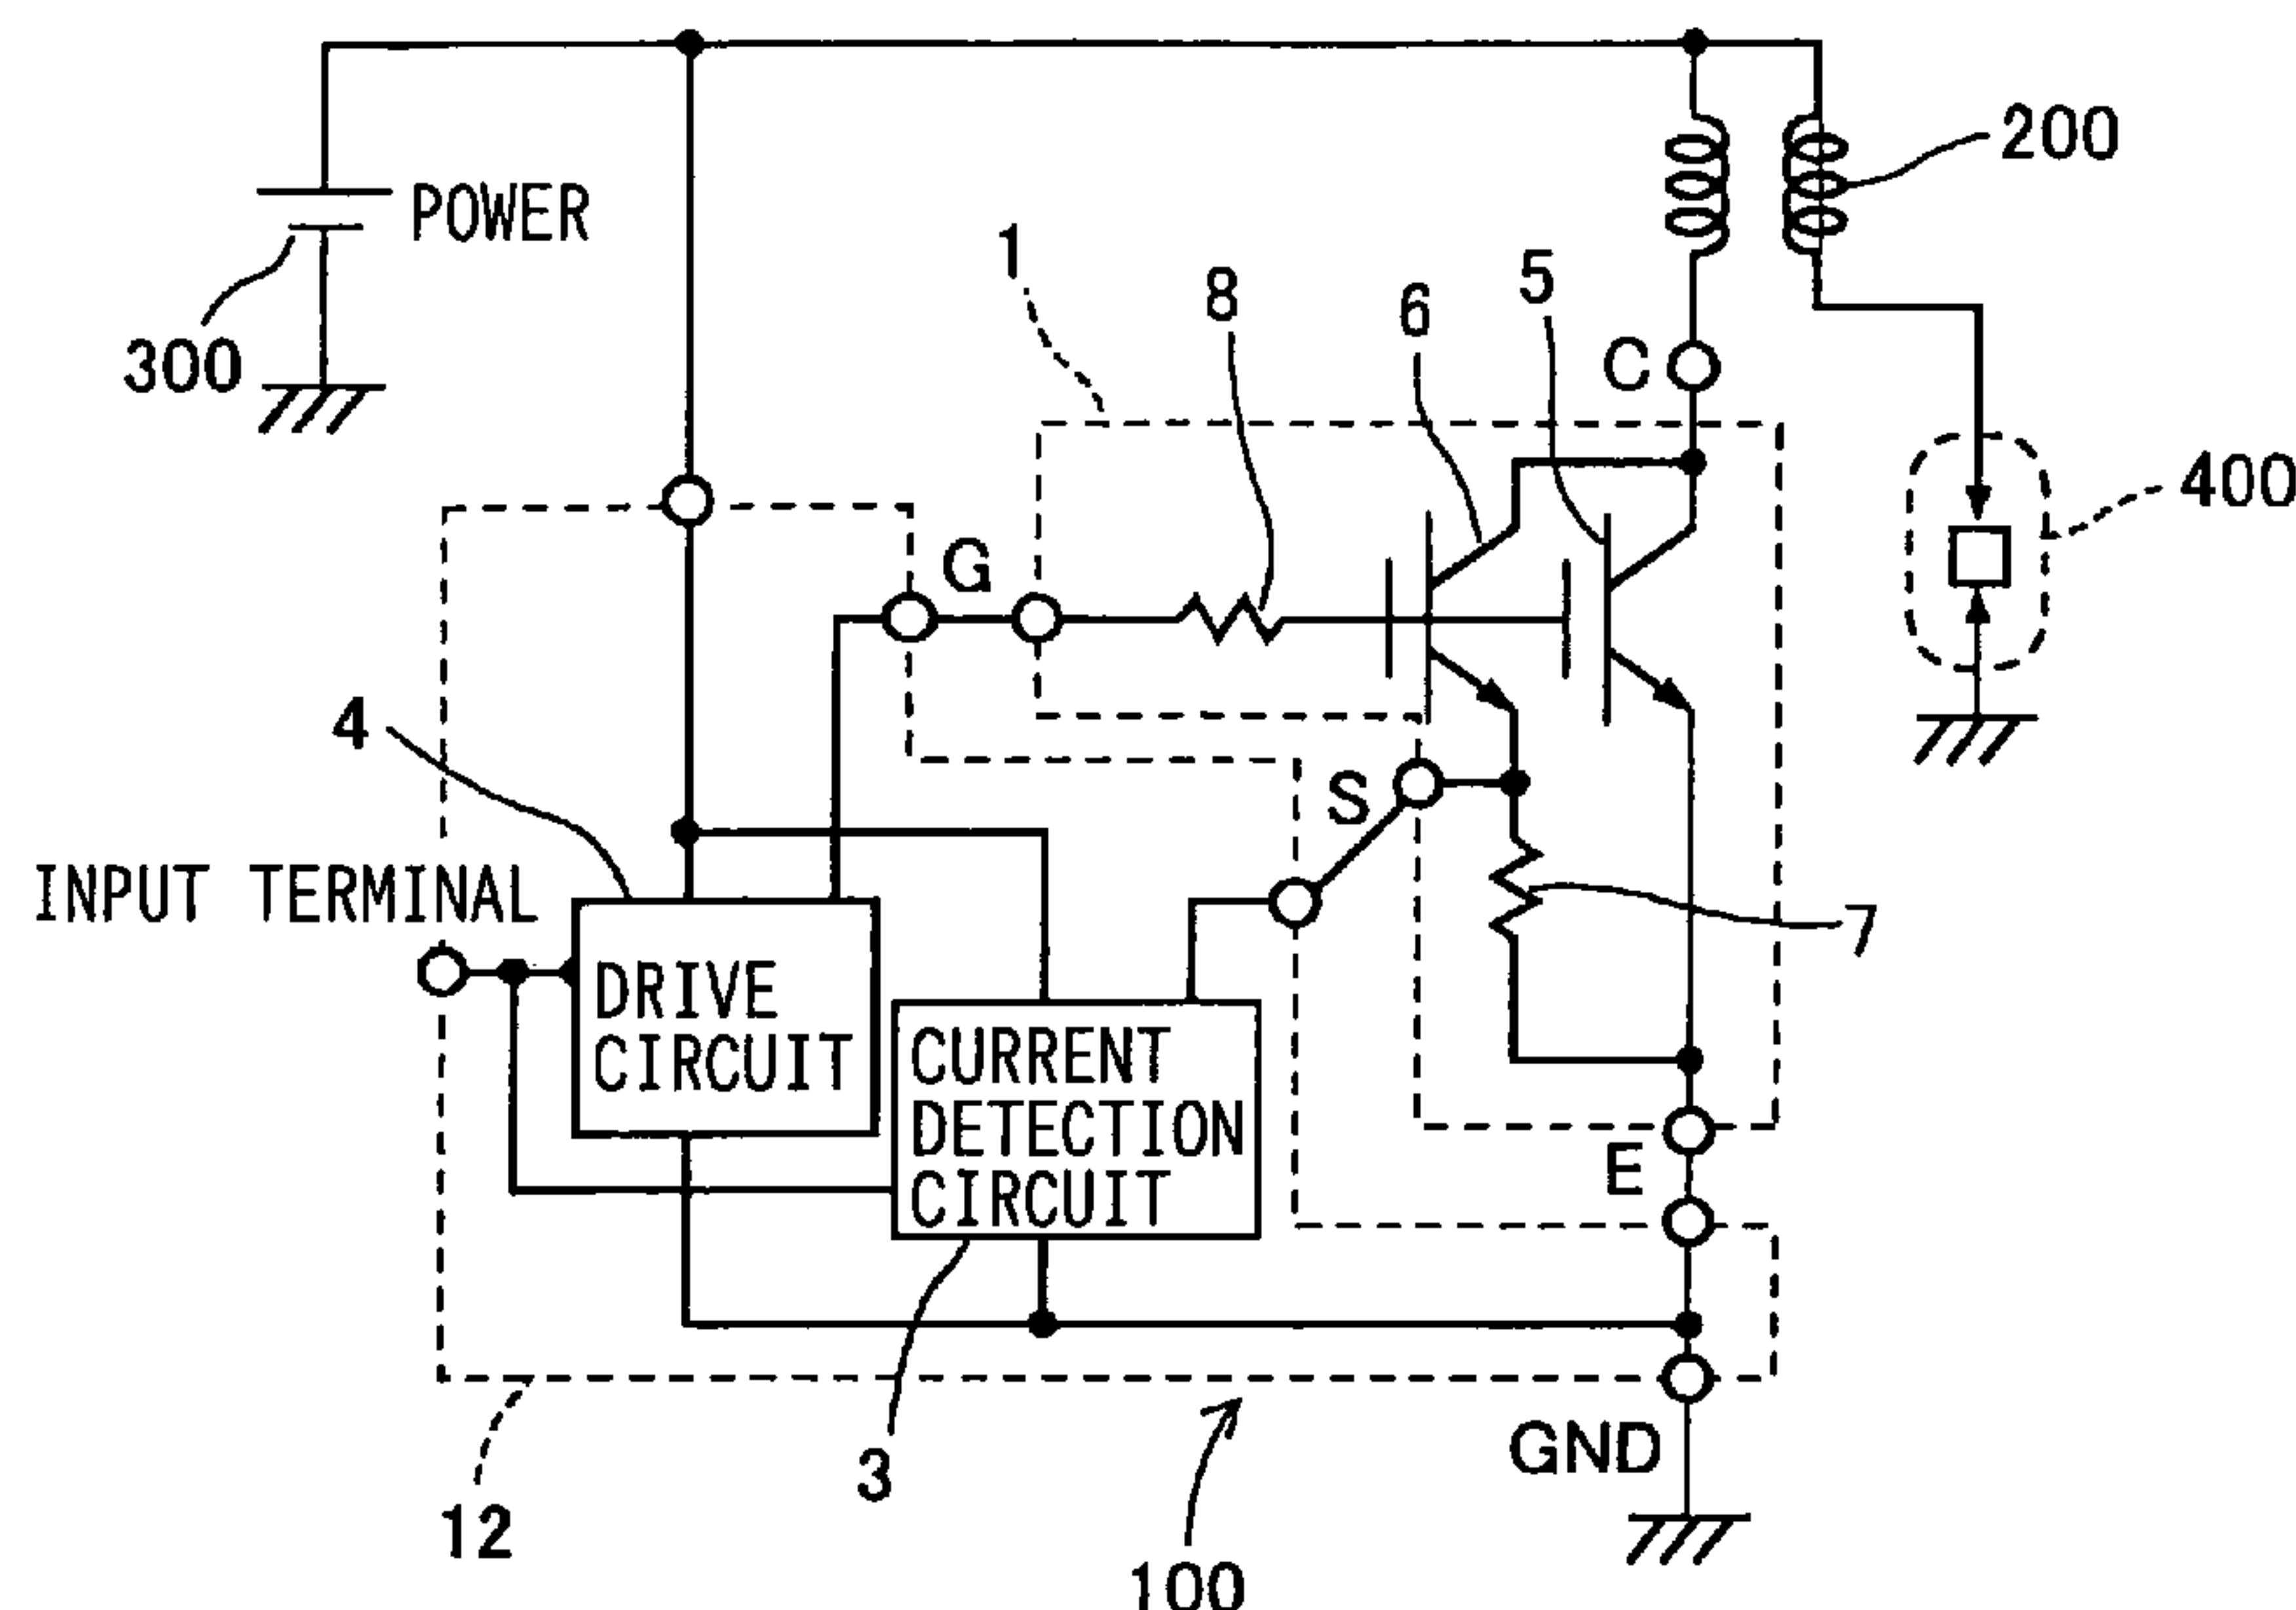 200
POWER
1
8
6
5
300
C
400
G
4
S
INPUT TERMINAL
7
DRIVE
CIRCUIT
CURRENT
DETECTION
CIRCUIT
E
GND
3
12
100